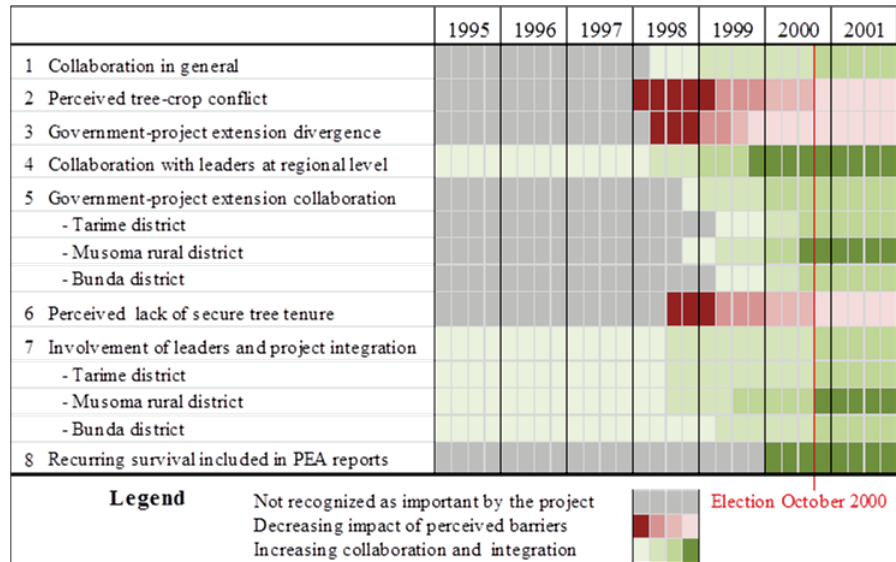 1995 1996 1997 1998 1999 2000 2001
1 Collaboration in general
2 Perceived tree-crop conflict
3 Government-project extension divergence
4 Collaboration with leaders at regional level
5 Government-project extension collaboration
- Tarime district
- Musoma rural district
- Bunda district
6 Perceived lack of secure tree tenure
7 Involvement of leaders and project integration
- Tarime district
- Musoma rural district
- Bunda district
8 Recurring survival included in PEA reports
Legend
Not recognized as important by the project
Decreasing impact of perceived barriers
Increasing collaboration and integration
Election October 2000